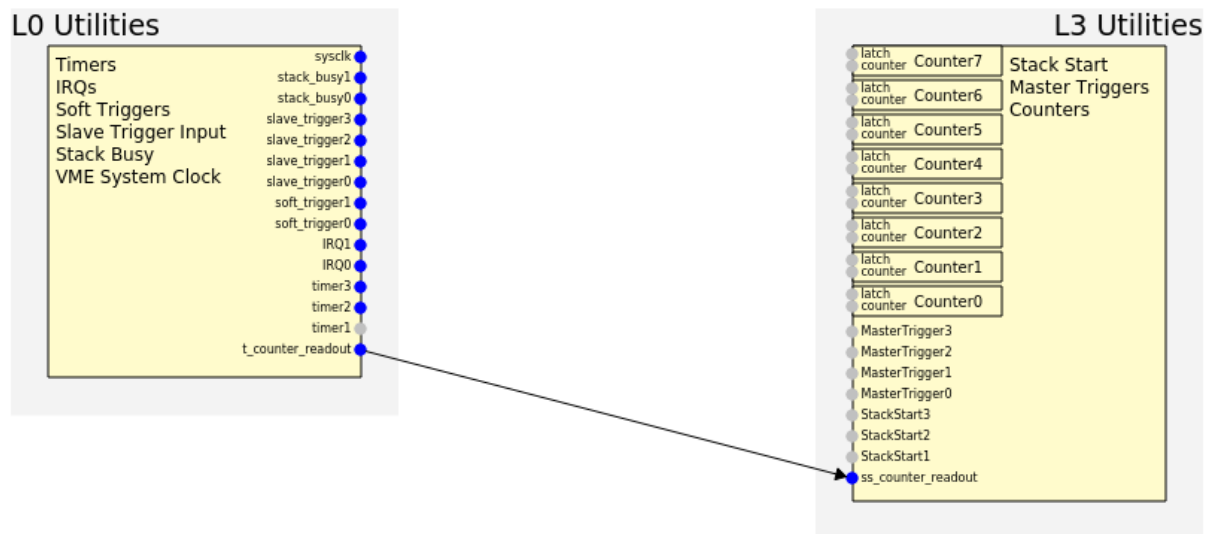 L0 Utilities
Timers
IRQs
Soft Triggers
Slave Trigger Input
Stack Busy
VME System Clock
sysclk
stack_busy1
stack_busy0
slave_trigger3
slave_trigger2
slave_trigger1
slave_trigger0
soft_trigger1
soft_trigger0
IRQ1
IRQ0
timer3
timer2
timer1
t_counter_readout
L3 Utilities
latch
counter Counter7
latch
counter Counter6
latch
counter Counter5
latch
counter Counter4
latch
counter Counter3
latch
counter Counter2
latch
counter Counter1
latch
counter Counter0
MasterTrigger3
MasterTrigger2
MasterTrigger1
MasterTrigger0
StackStart3
StackStart2
StackStart1
ss_counter_readout
Stack Start
Master Triggers
Counters